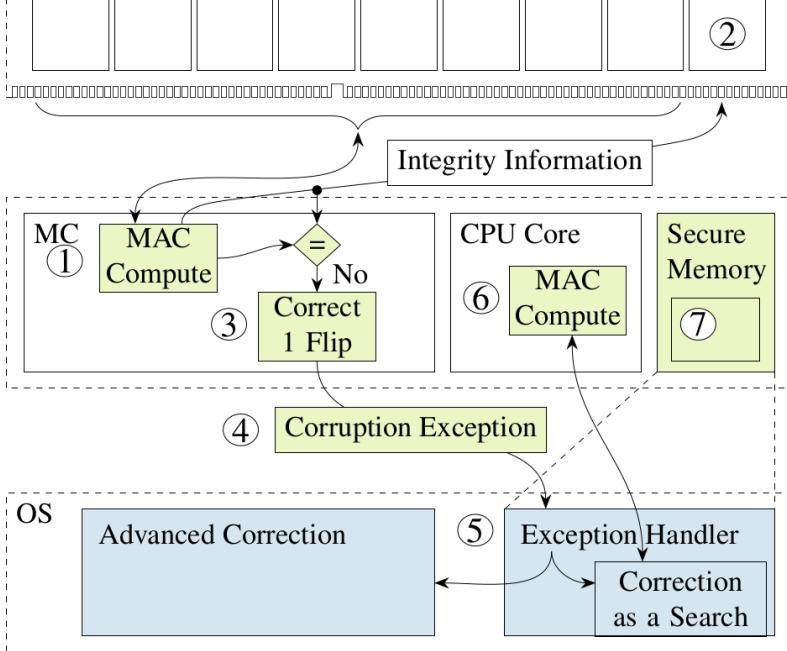 ②
Integrity Information
MC
①
MAC
Compute
=
No
③
Correct
1 Flip
CPU Core
⑥
MAC
Compute
Secure
Memory
⑦
④
Corruption Exception
OS
Advanced Correction
⑤
Exception Handler
Correction
as a Search